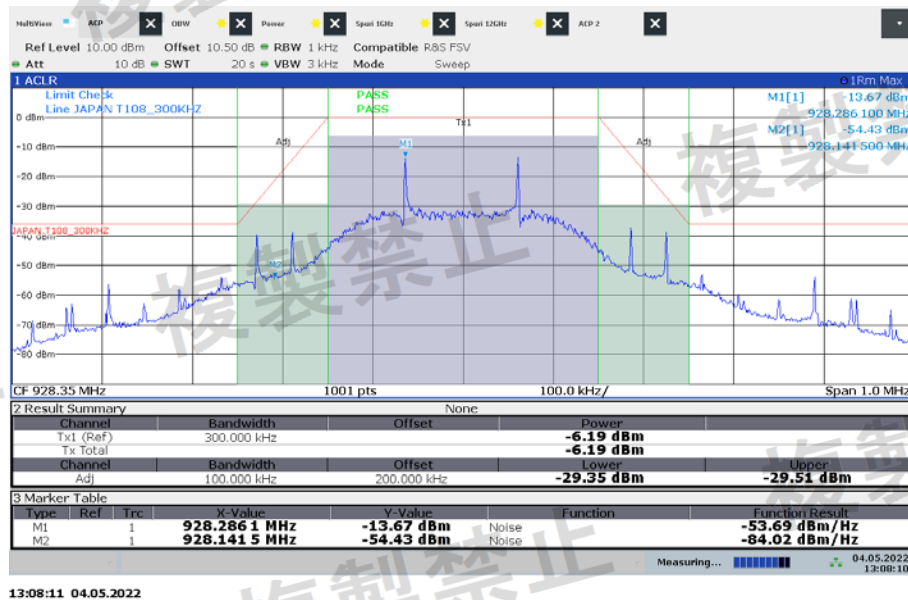 MultiView ACP OBW Power Spuri 1GHz Spuri 12GHz ACP 2
Ref Level 10.00 dBm Offset 10.50 dB RBW 1 kHz Compatible R&S FSV
Att 10 dB SWT 20 s VBW 3 kHz Mode Sweep
1 ACLR 1Rm Max
Limit Check PASS
Line JAPAN T108_300KHZ PASS
M1[1] -13.67 dBm
928.286 100 MHz
M2[1] -54.43 dBm
928.141 500 MHz
0 dBm
Tx1
Adj
Adj
M1
-10 dBm
-20 dBm
-30 dBm
JAPAN T108_300KHZ
-40 dBm
M2
-50 dBm
-60 dBm
-70 dBm
-80 dBm
CF 928.35 MHz 1001 pts 100.0 kHz/ Span 1.0 MHz
2 Result Summary None
Channel Bandwidth Offset Power
Tx1 (Ref) 300.000 kHz -6.19 dBm
Tx Total -6.19 dBm
Channel Bandwidth Offset Lower Upper
Adj 100.000 kHz 200.000 kHz -29.35 dBm -29.51 dBm
3 Marker Table
Type Ref Trc X-Value Y-Value Function Function Result
M1 1 928.286 1 MHz -13.67 dBm Noise -53.69 dBm/Hz
M2 1 928.141 5 MHz -54.43 dBm Noise -84.02 dBm/Hz
Measuring... 04.05.2022
13:08:10
13:08:11 04.05.2022
複製禁止
複製
複製
複製禁止